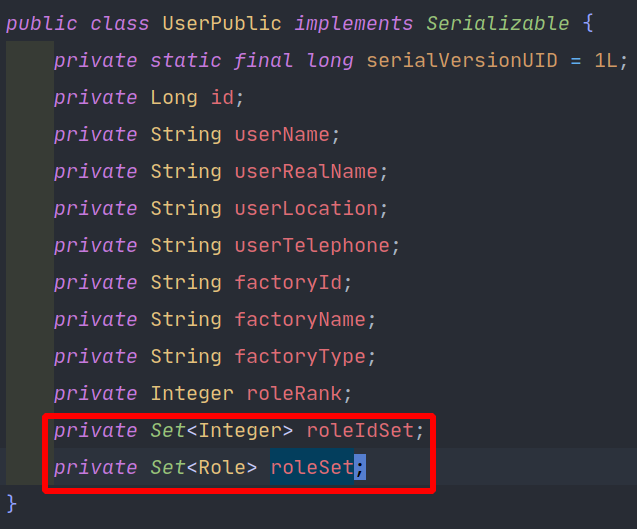 public class UserPublic implements Serializable {
private static final long serialVersionUID = 1L;
private Long id;
private String userName;
private String userRealName;
private String userLocation;
private String userTelephone;
private String factoryId;
private String factoryName;
private String factoryType;
private Integer roleRank;
private Set<Integer> roleIdSet;
private Set<Role> roleSet;
}